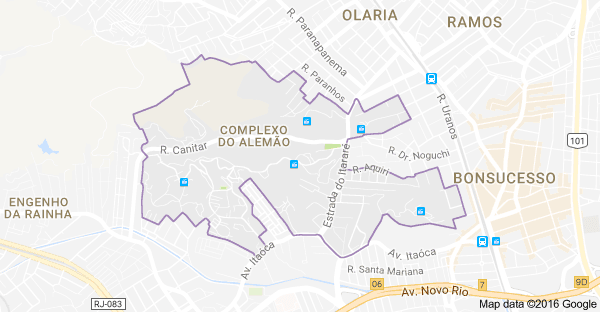 OLARIA
RAMOS
R. Paranapanema
R. Paranhos
R. Uranos
COMPLEXO
DO ALEMÃO
R. Canitar
101
R. Dr. Noguchi
R. Aquiri
Estrada do Itararé
BONSUCESSO
ENGENHO
DA RAINHA
Av. Itaóca
Av. Itaóca
R. Santa Mariana
RJ-083
06
7
9D
Av. Novo Rio
Map data ©2016 Google